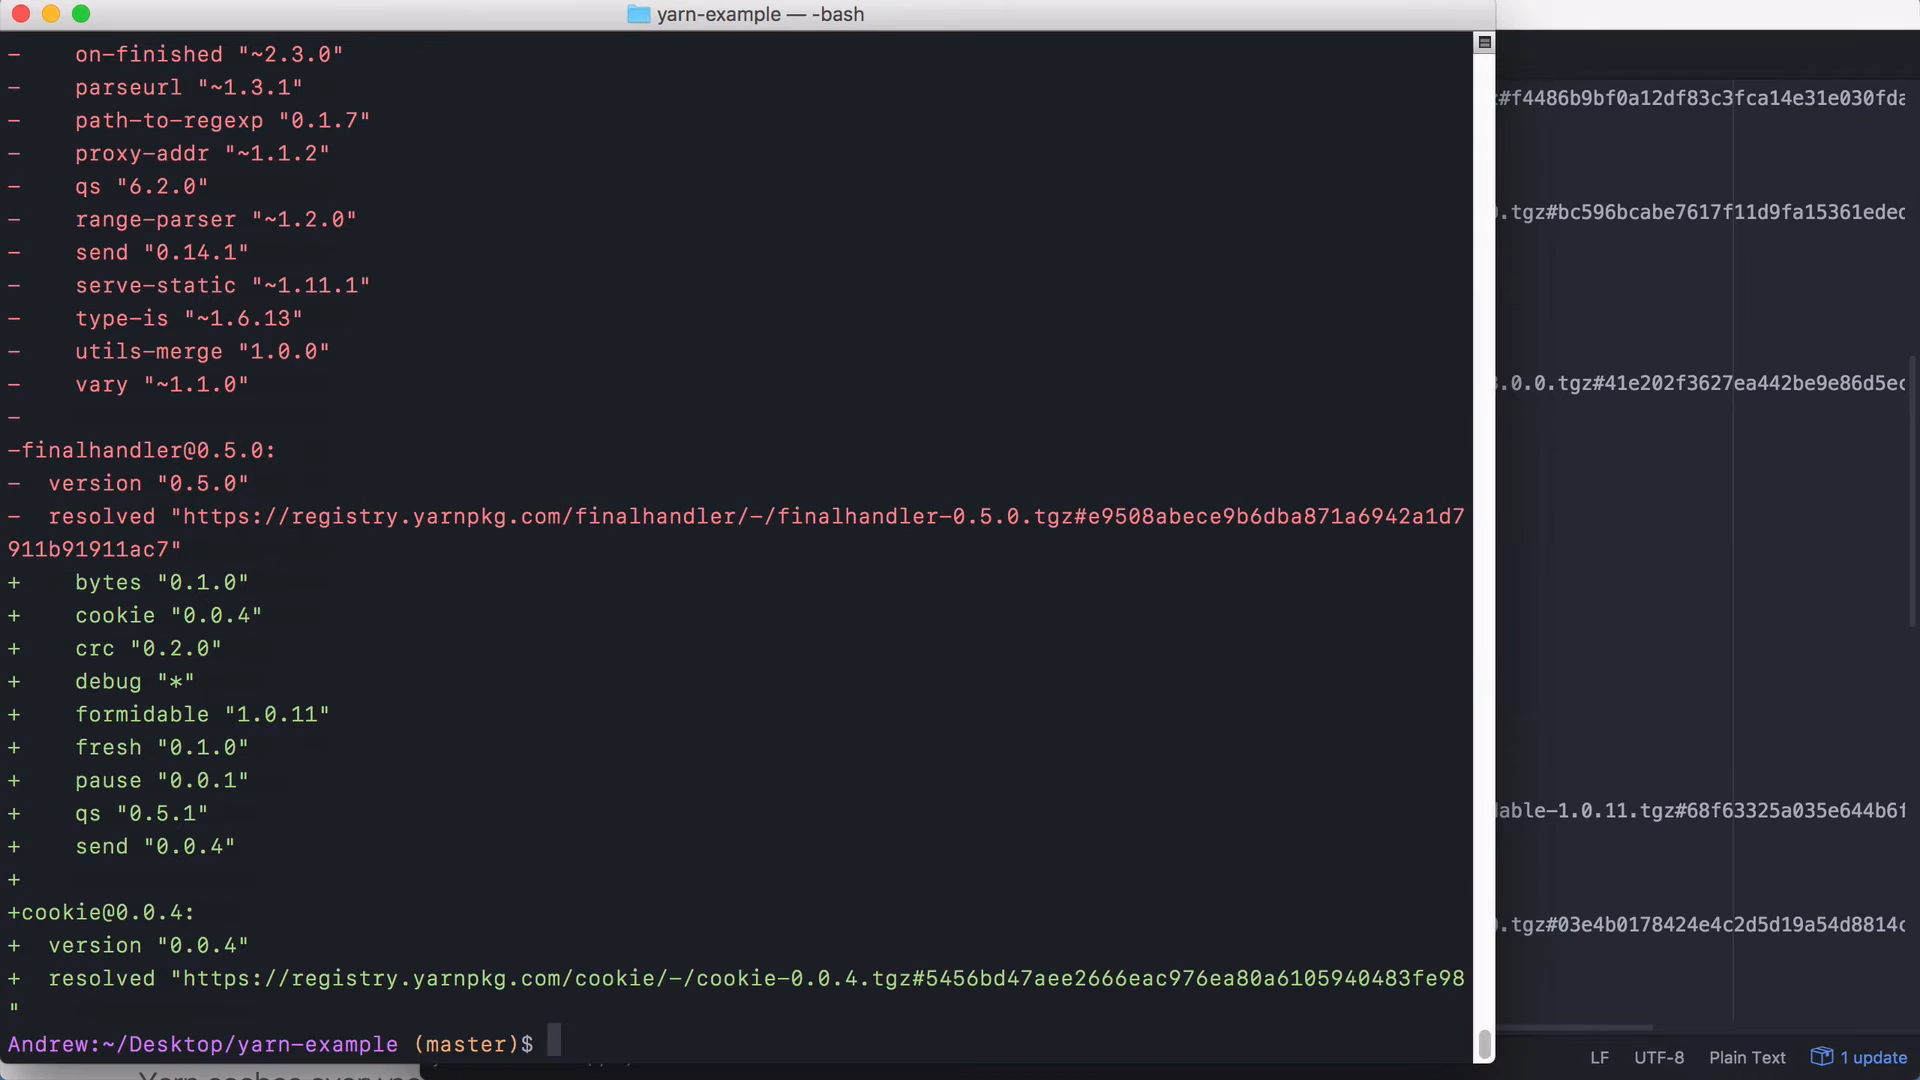 yarn-example — -bash
-    on-finished "~2.3.0"
-    parseurl "~1.3.1"
-    path-to-regexp "0.1.7"
-    proxy-addr "~1.1.2"
-    qs "6.2.0"
-    range-parser "~1.2.0"
-    send "0.14.1"
-    serve-static "~1.11.1"
-    type-is "~1.6.13"
-    utils-merge "1.0.0"
-    vary "~1.1.0"
-
-finalhandler@0.5.0:
-  version "0.5.0"
-  resolved "https://registry.yarnpkg.com/finalhandler/-/finalhandler-0.5.0.tgz#e9508abece9b6dba871a6942a1d7
911b91911ac7"
+    bytes "0.1.0"
+    cookie "0.0.4"
+    crc "0.2.0"
+    debug "*"
+    formidable "1.0.11"
+    fresh "0.1.0"
+    pause "0.0.1"
+    qs "0.5.1"
+    send "0.0.4"
+
+cookie@0.0.4:
+  version "0.0.4"
+  resolved "https://registry.yarnpkg.com/cookie/-/cookie-0.0.4.tgz#5456bd47aee2666eac976ea80a6105940483fe98
"
Andrew:~/Desktop/yarn-example (master)$
#f4486b9bf0a12df83c3fca14e31e030fda
.tgz#bc596bcabe7617f11d9fa15361edec
.0.0.tgz#41e202f3627ea442be9e86d5ec
able-1.0.11.tgz#68f63325a035e644b6f
.tgz#03e4b0178424e4c2d5d19a54d8814c
LF UTF-8 Plain Text 1 update